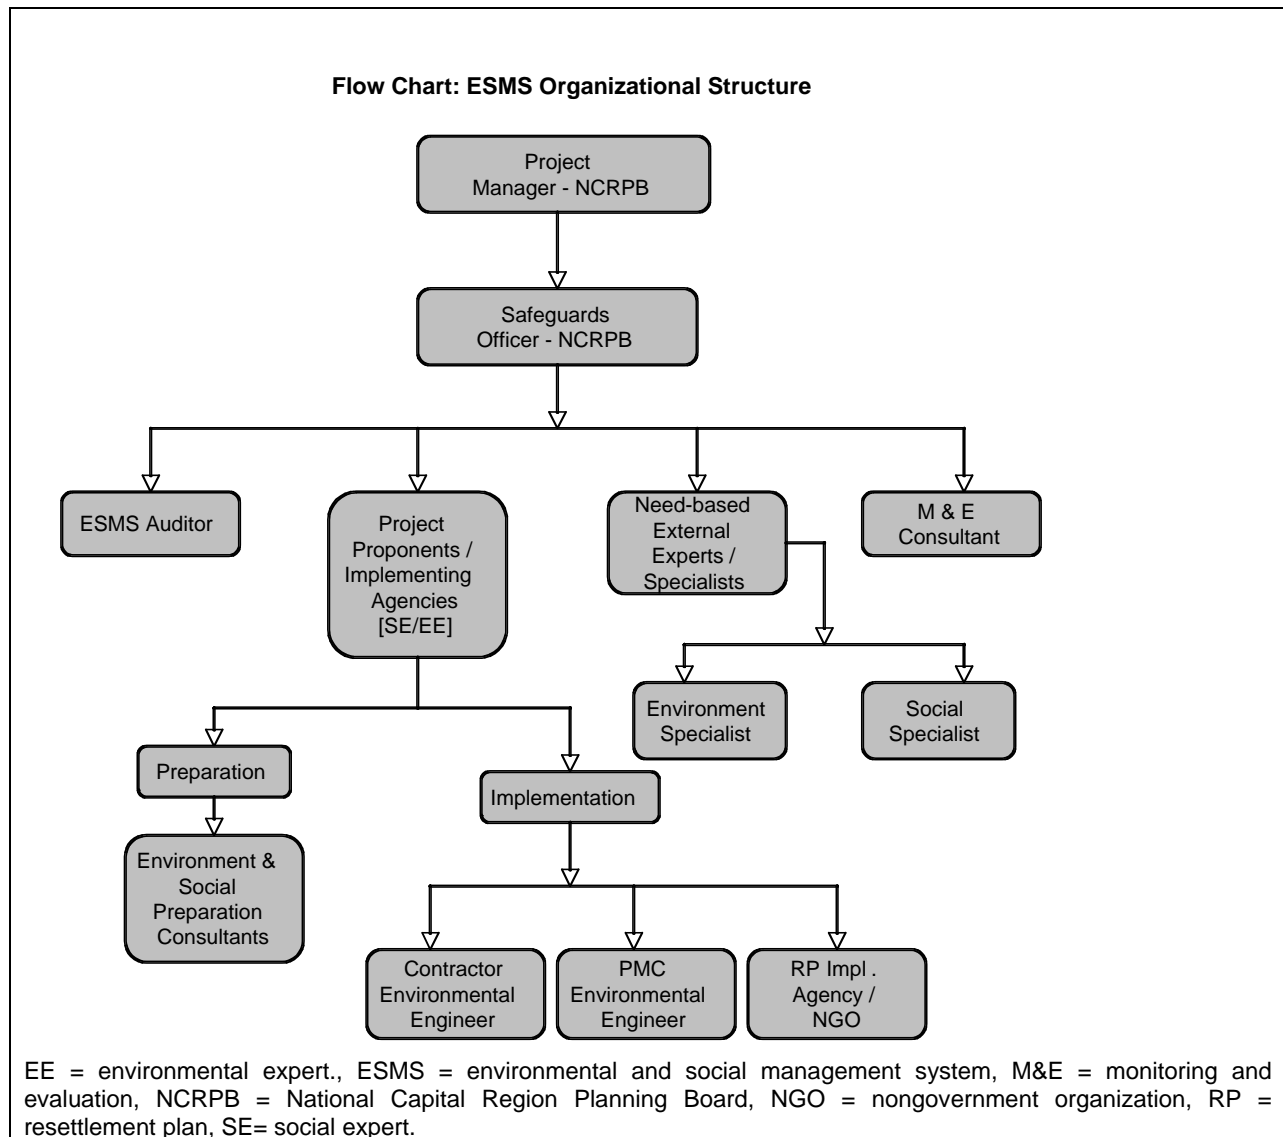 Flow Chart: ESMS Organizational Structure
Project
Manager - NCRPB
Safeguards
Officer - NCRPB
ESMS Auditor
Project
Proponents /
Implementing
Agencies
[SE/EE]
Need-based
External
Experts /
Specialists
M & E
Consultant
Environment
Specialist
Social
Specialist
Preparation
Implementation
Environment &
Social
Preparation
Consultants
Contractor
Environmental
Engineer
PMC
Environmental
Engineer
RP Impl .
Agency /
NGO
EE = environmental expert., ESMS = environmental and social management system, M&E = monitoring and
evaluation, NCRPB = National Capital Region Planning Board, NGO = nongovernment organization, RP =
resettlement plan, SE= social expert.